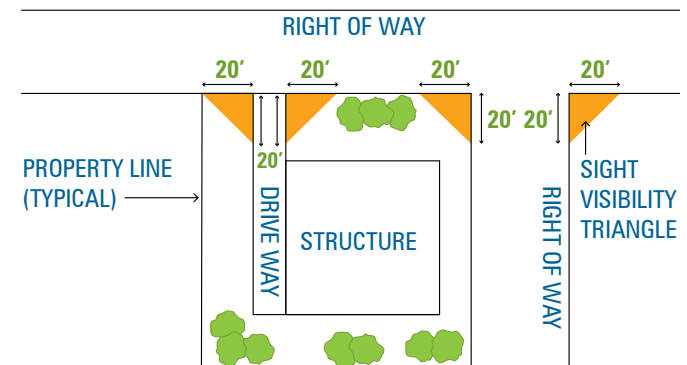 RIGHT OF WAY
20′ 20′ 20′ 20′
20′ 20′
20′
PROPERTY LINE
(TYPICAL)
DRIVE WAY
STRUCTURE
RIGHT OF WAY
SIGHT
VISIBILITY
TRIANGLE